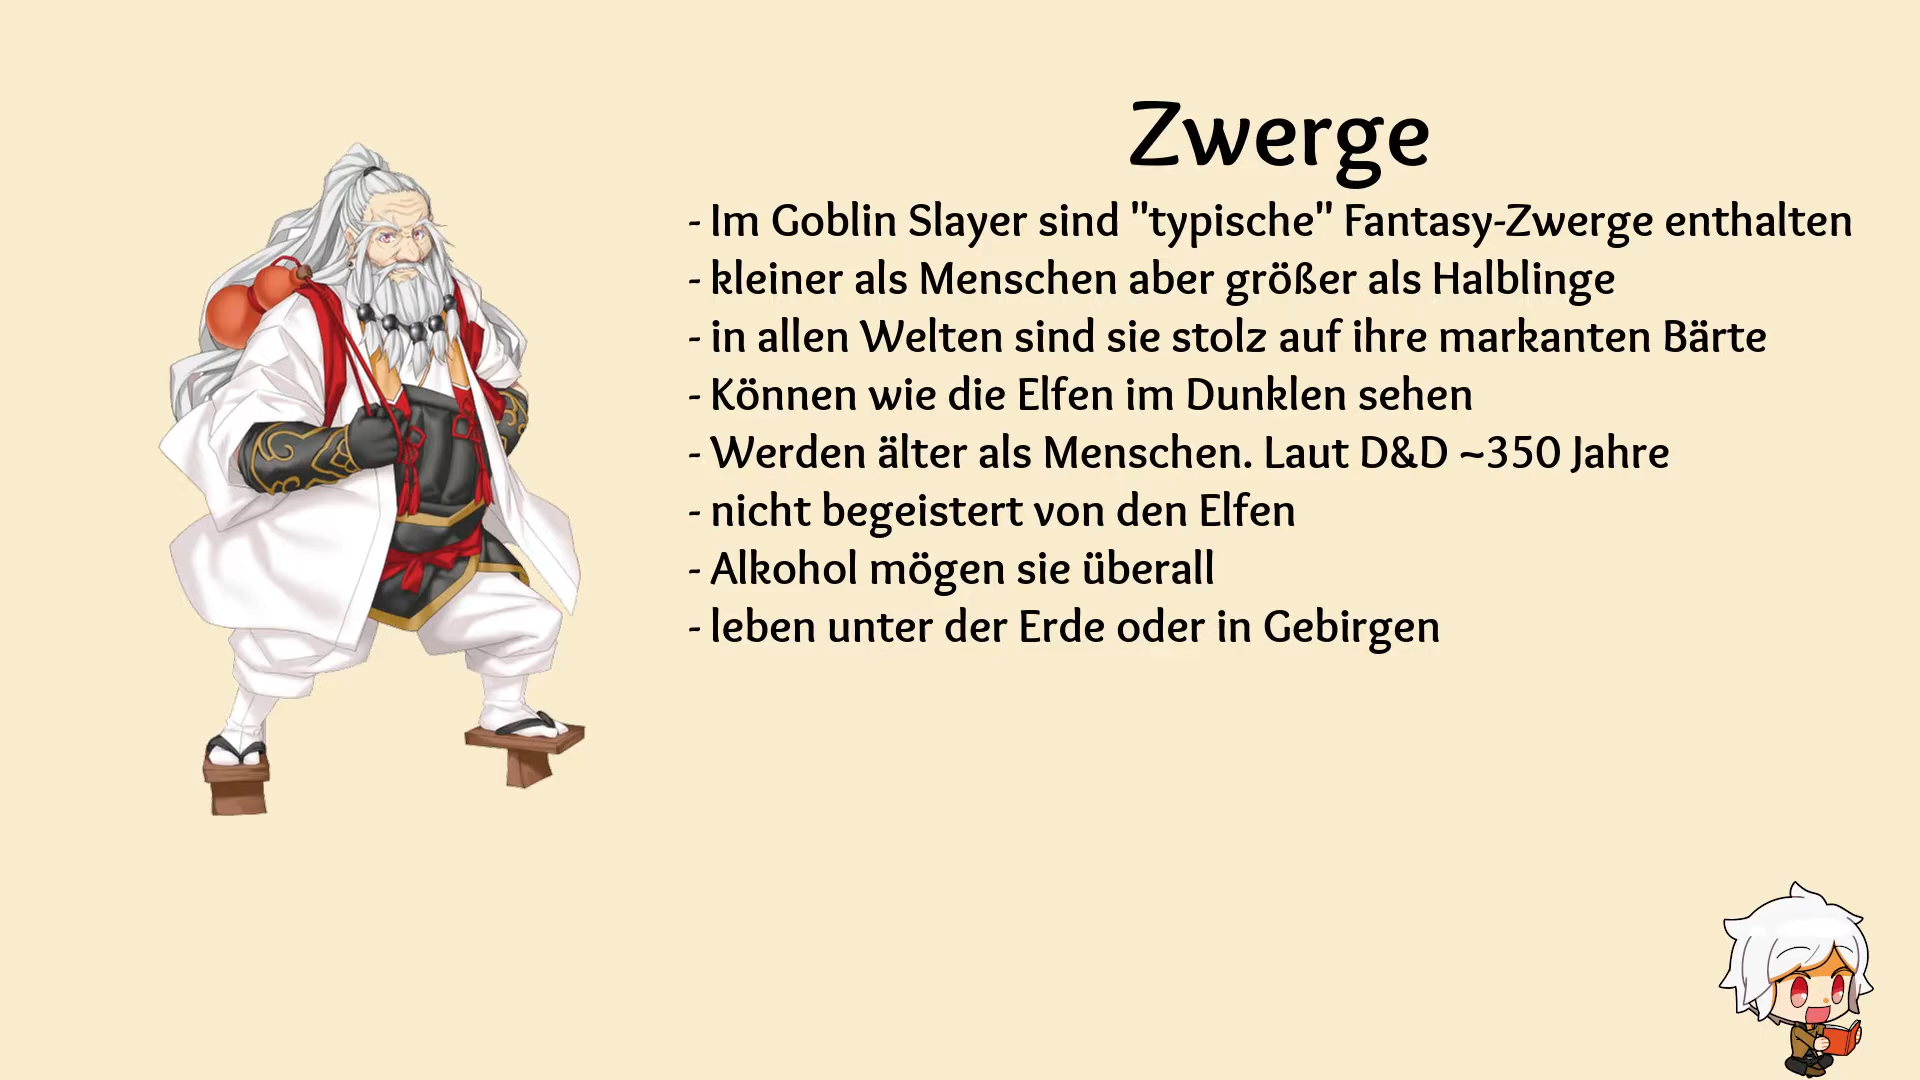 Zwerge
- Im Goblin Slayer sind "typische" Fantasy-Zwerge enthalten
- kleiner als Menschen aber größer als Halblinge
- in allen Welten sind sie stolz auf ihre markanten Bärte
- Können wie die Elfen im Dunklen sehen
- Werden älter als Menschen. Laut D&D ~350 Jahre
- nicht begeistert von den Elfen
- Alkohol mögen sie überall
- leben unter der Erde oder in Gebirgen